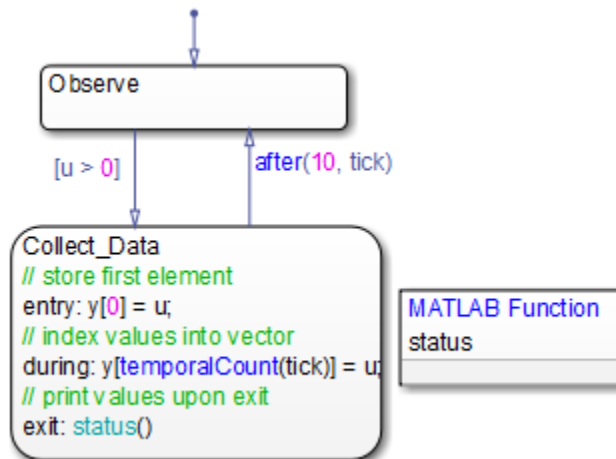 Observe
[u > 0]
after(10, tick)
Collect_Data
// store first element
entry: y[0] = u;
// index values into vector
during: y[temporalCount(tick)] = u;
// print values upon exit
exit: status()
MATLAB Function
status